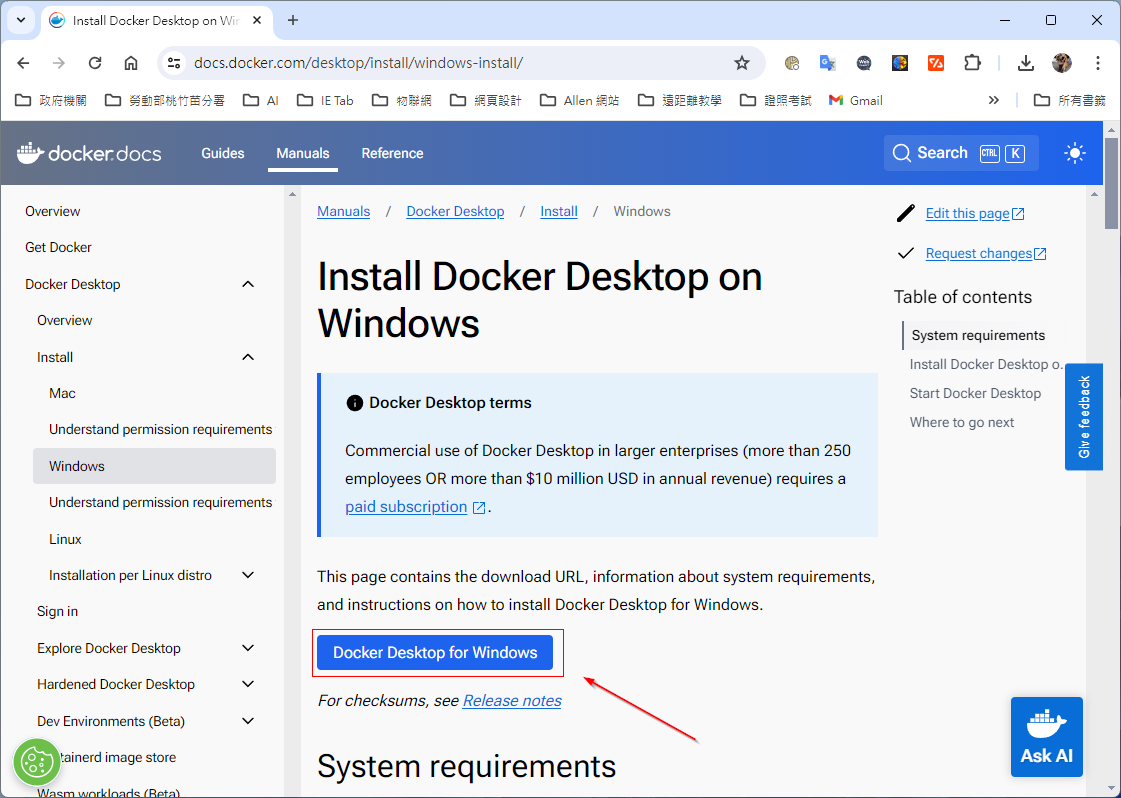 Install Docker Desktop on Wi
docs.docker.com/desktop/install/windows-install/
政府機關
勞動部桃竹苗分署
AI
IE Tab
物聯網
網頁設計
Allen 網站
遠距離教學
證照考試
Gmail
所有書籤
docker.docs
Guides
Manuals
Reference
Search
CTRL
K
Overview
Get Docker
Docker Desktop
Overview
Install
Mac
Understand permission requirements
Windows
Understand permission requirements
Linux
Installation per Linux distro
Sign in
Explore Docker Desktop
Hardened Docker Desktop
Dev Environments (Beta)
tainerd image store
Wasm workloads (Beta)
Manuals / Docker Desktop / Install / Windows
Install Docker Desktop on
Windows
Docker Desktop terms
Commercial use of Docker Desktop in larger enterprises (more than 250
employees OR more than $10 million USD in annual revenue) requires a
paid subscription .
This page contains the download URL, information about system requirements,
and instructions on how to install Docker Desktop for Windows.
Docker Desktop for Windows
For checksums, see Release notes
System requirements
Edit this page
Request changes
Table of contents
System requirements
Install Docker Desktop o.
Start Docker Desktop
Where to go next
Give feedback
Ask AI